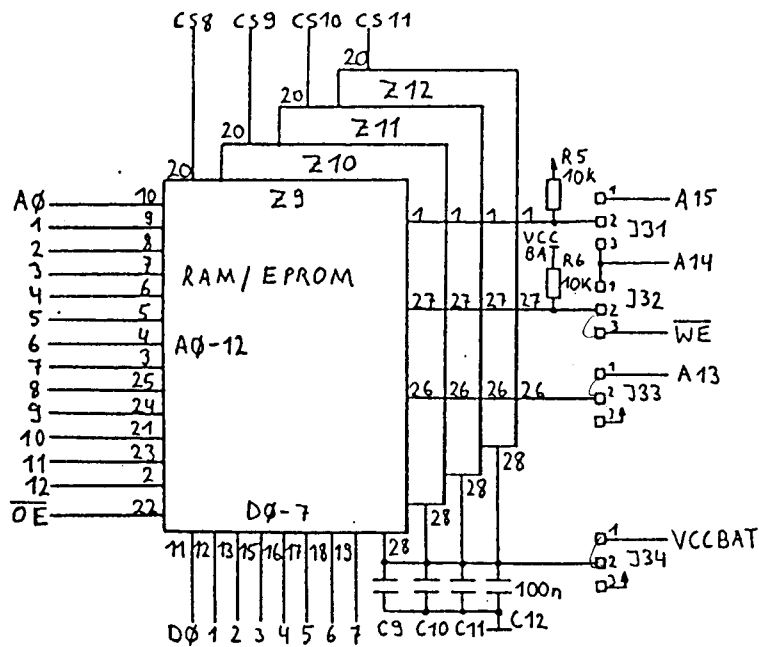 CS8 CS9 CS10 CS11
20
Z12
20
Z11
20
Z10
20
Z9
RAM/EPROM
A0-12
D0-7
A0 10
1 9
2 8
3 7
4 6
5 5
6 4
7 3
8 25
9 24
10 21
11 23
12 2
OE 22
1 1 1 1
27 27 27 27
26 26 26 26
28
28
28
28
R5
10K
VCC
BAT
R6
10K
1 A15
2 J31
3
A14
1
2 J32
3 WE
1 A13
2 J33
3
1 VCCBAT
2 J34
3
11 12 13 15 16 17 18 19
D0 1 2 3 4 5 6 7
C9 C10 C11 C12
100n